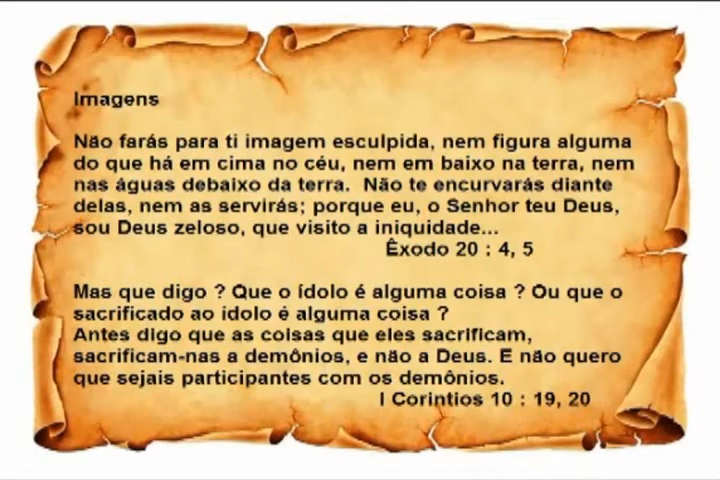 Imagens
Não farás para ti imagem esculpida, nem figura alguma
do que há em cima no céu, nem em baixo na terra, nem
nas águas debaixo da terra. Não te encurvarás diante
delas, nem as servirás; porque eu, o Senhor teu Deus,
sou Deus zeloso, que visito a iniquidade...
Êxodo 20 : 4, 5
Mas que digo ? Que o ídolo é alguma coisa ? Ou que o
sacrificado ao ídolo é alguma coisa ?
Antes digo que as coisas que eles sacrificam,
sacrificam-nas a demônios, e não a Deus. E não quero
que sejais participantes com os demônios.
I Corintios 10 : 19, 20